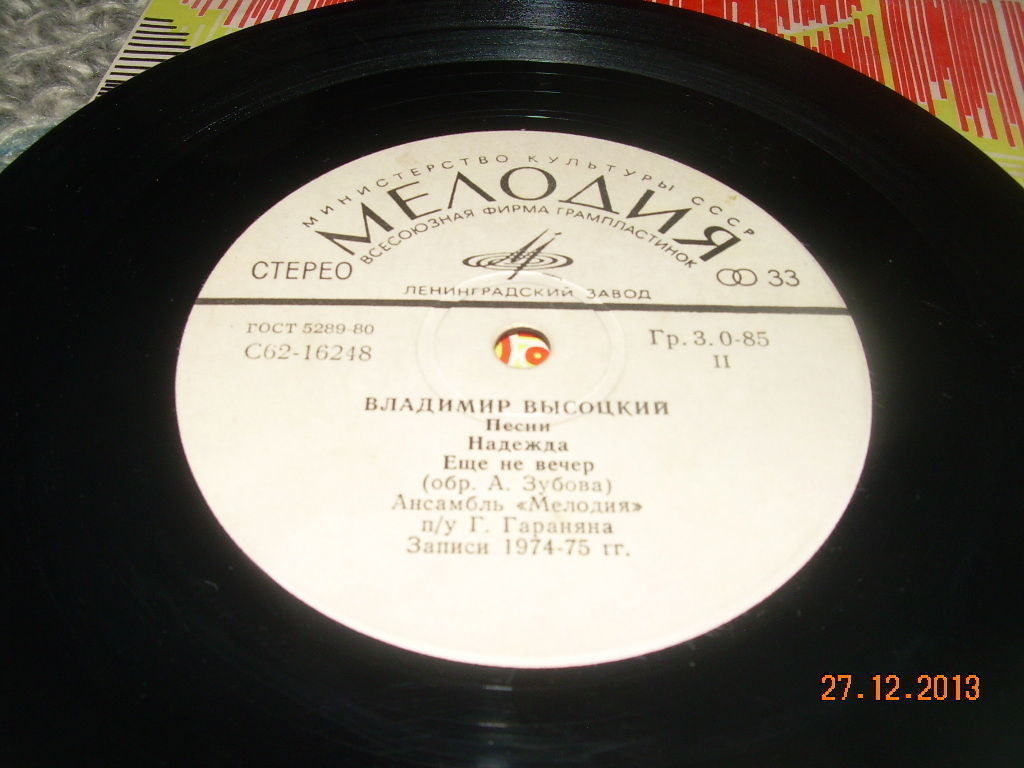 МИНИСТЕРСТВО КУЛЬТУРЫ СССР
МЕЛОДИЯ
ВСЕСОЮЗНАЯ ФИРМА ГРАМПЛАСТИНОК
СТЕРЕО
33
ЛЕНИНГРАДСКИЙ ЗАВОД
ГОСТ 5289-80
С62-16248
Гр. 3. 0-85
II
ВЛАДИМИР ВЫСОЦКИЙ
Песни
Надежда
Еще не вечер
(обр. А. Зубова)
Ансамбль «Мелодия»
п/у Г. Гараняна
Записи 1974-75 гг.
27.12.2013